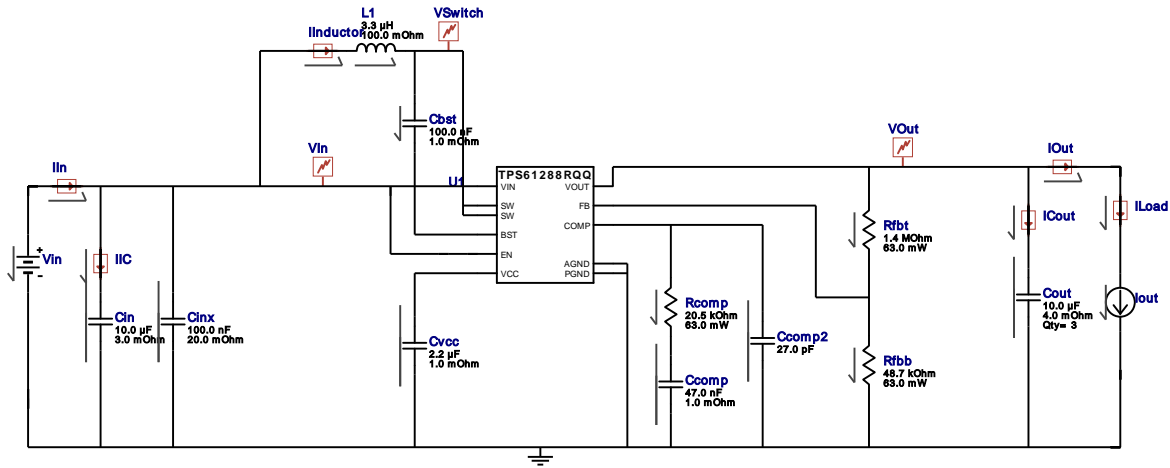 L1
3.3 µH
100.0 mOhm
IInductor
VSwitch
Cbst
100.0 nF
1.0 mOhm
VIn
IIn
U1
TPS61288RQQ
VIN
SW
SW
BST
EN
VCC
VOUT
FB
COMP
AGND
PGND
VOut
IOut
ICout
ILoad
+
Vin
-
IIC
Cin
10.0 µF
3.0 mOhm
Cinx
100.0 nF
20.0 mOhm
Cvcc
2.2 µF
1.0 mOhm
Rcomp
20.5 kOhm
63.0 mW
Ccomp
47.0 nF
1.0 mOhm
Ccomp2
27.0 pF
Rfbt
1.4 MOhm
63.0 mW
Rfbb
48.7 kOhm
63.0 mW
Cout
10.0 µF
4.0 mOhm
Qty= 3
Iout